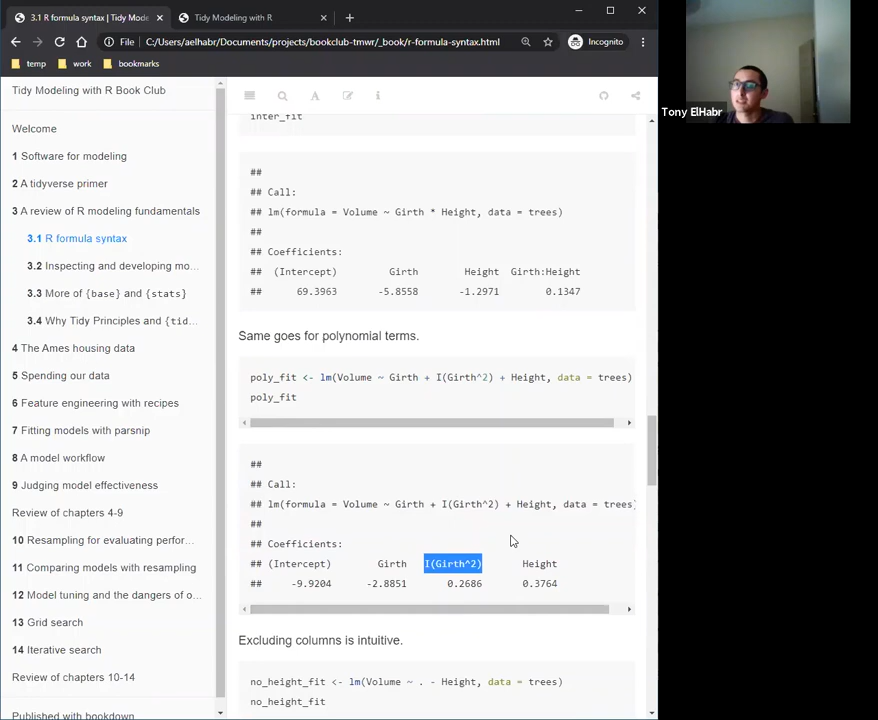 3.1 R formula syntax | Tidy Mode
Tidy Modeling with R
File
C:/Users/aelhabr/Documents/projects/bookclub-tmwr/_book/r-formula-syntax.html
Incognito
temp
work
bookmarks
Tidy Modeling with R Book Club
Welcome
1 Software for modeling
2 A tidyverse primer
3 A review of R modeling fundamentals
3.1 R formula syntax
3.2 Inspecting and developing mo...
3.3 More of {base} and {stats}
3.4 Why Tidy Principles and {tid...
4 The Ames housing data
5 Spending our data
6 Feature engineering with recipes
7 Fitting models with parsnip
8 A model workflow
9 Judging model effectiveness
Review of chapters 4-9
10 Resampling for evaluating perfor...
11 Comparing models with resampling
12 Model tuning and the dangers of o...
13 Grid search
14 Iterative search
Review of chapters 10-14
Published with bookdown
inter_fit
##
## Call:
## lm(formula = Volume ~ Girth * Height, data = trees)
##
## Coefficients:
## (Intercept) Girth Height Girth:Height
## 69.3963 -5.8558 -1.2971 0.1347
Same goes for polynomial terms.
poly_fit <- lm(Volume ~ Girth + I(Girth^2) + Height, data = trees)
poly_fit
##
## Call:
## lm(formula = Volume ~ Girth + I(Girth^2) + Height, data = trees)
##
## Coefficients:
## (Intercept) Girth I(Girth^2) Height
## -9.9204 -2.8851 0.2686 0.3764
Excluding columns is intuitive.
no_height_fit <- lm(Volume ~ . - Height, data = trees)
no_height_fit
Tony ElHabr